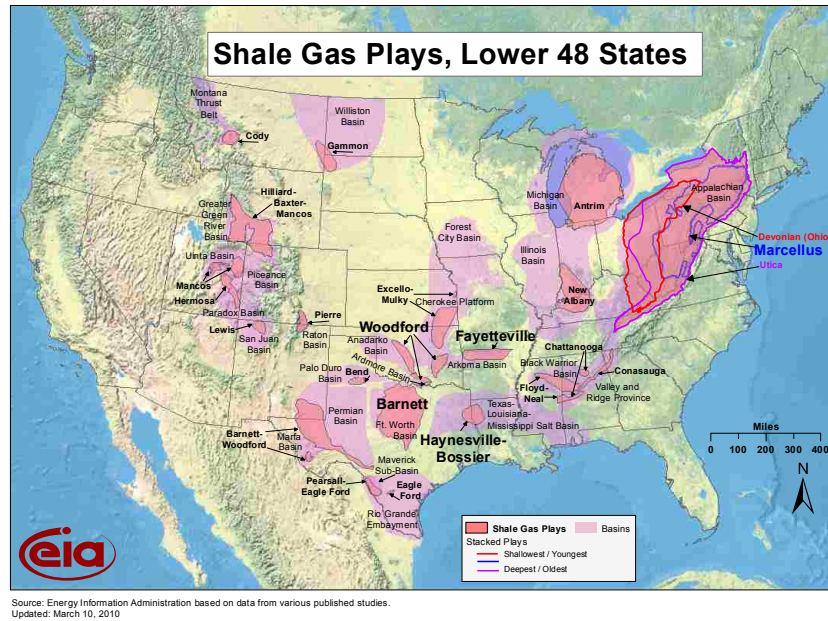 Shale Gas Plays, Lower 48 States
Montana
Thrust
Belt
Cody
Williston
Basin
Gammon
Greater
Green
River
Basin
Hilliard-
Baxter-
Mancos
Uinta Basin
Piceance
Basin
Mancos
Hermosa
Paradox Basin
Lewis
San Juan
Basin
Pierre
Raton
Basin
Forest
City Basin
Excello-
Mulky
Cherokee Platform
Woodford
Anadarko
Basin
Palo Duro
Basin
Bend
Ardmore Basin
Fayetteville
Arkoma Basin
Michigan
Basin
Antrim
Illinois
Basin
New
Albany
Appalachian
Basin
Devonian (Ohio
Marcellus
Utica
Chattanooga
Black Warrior
Basin
Conasauga
Floyd-
Neal
Valley and
Ridge Province
Permian
Basin
Barnett
Ft. Worth
Basin
Barnett-
Woodford
Marfa
Basin
Texas-
Louisiana-
Mississippi Salt Basin
Haynesville-
Bossier
Maverick
Sub-Basin
Pearsall-
Eagle Ford
Eagle
Ford
Rio Grande
Embayment
Miles
0 100 200 300 400
N
Shale Gas Plays
Basins
Stacked Plays
Shallowest / Youngest
Deepest / Oldest
eia
Source: Energy Information Administration based on data from various published studies.
Updated: March 10, 2010